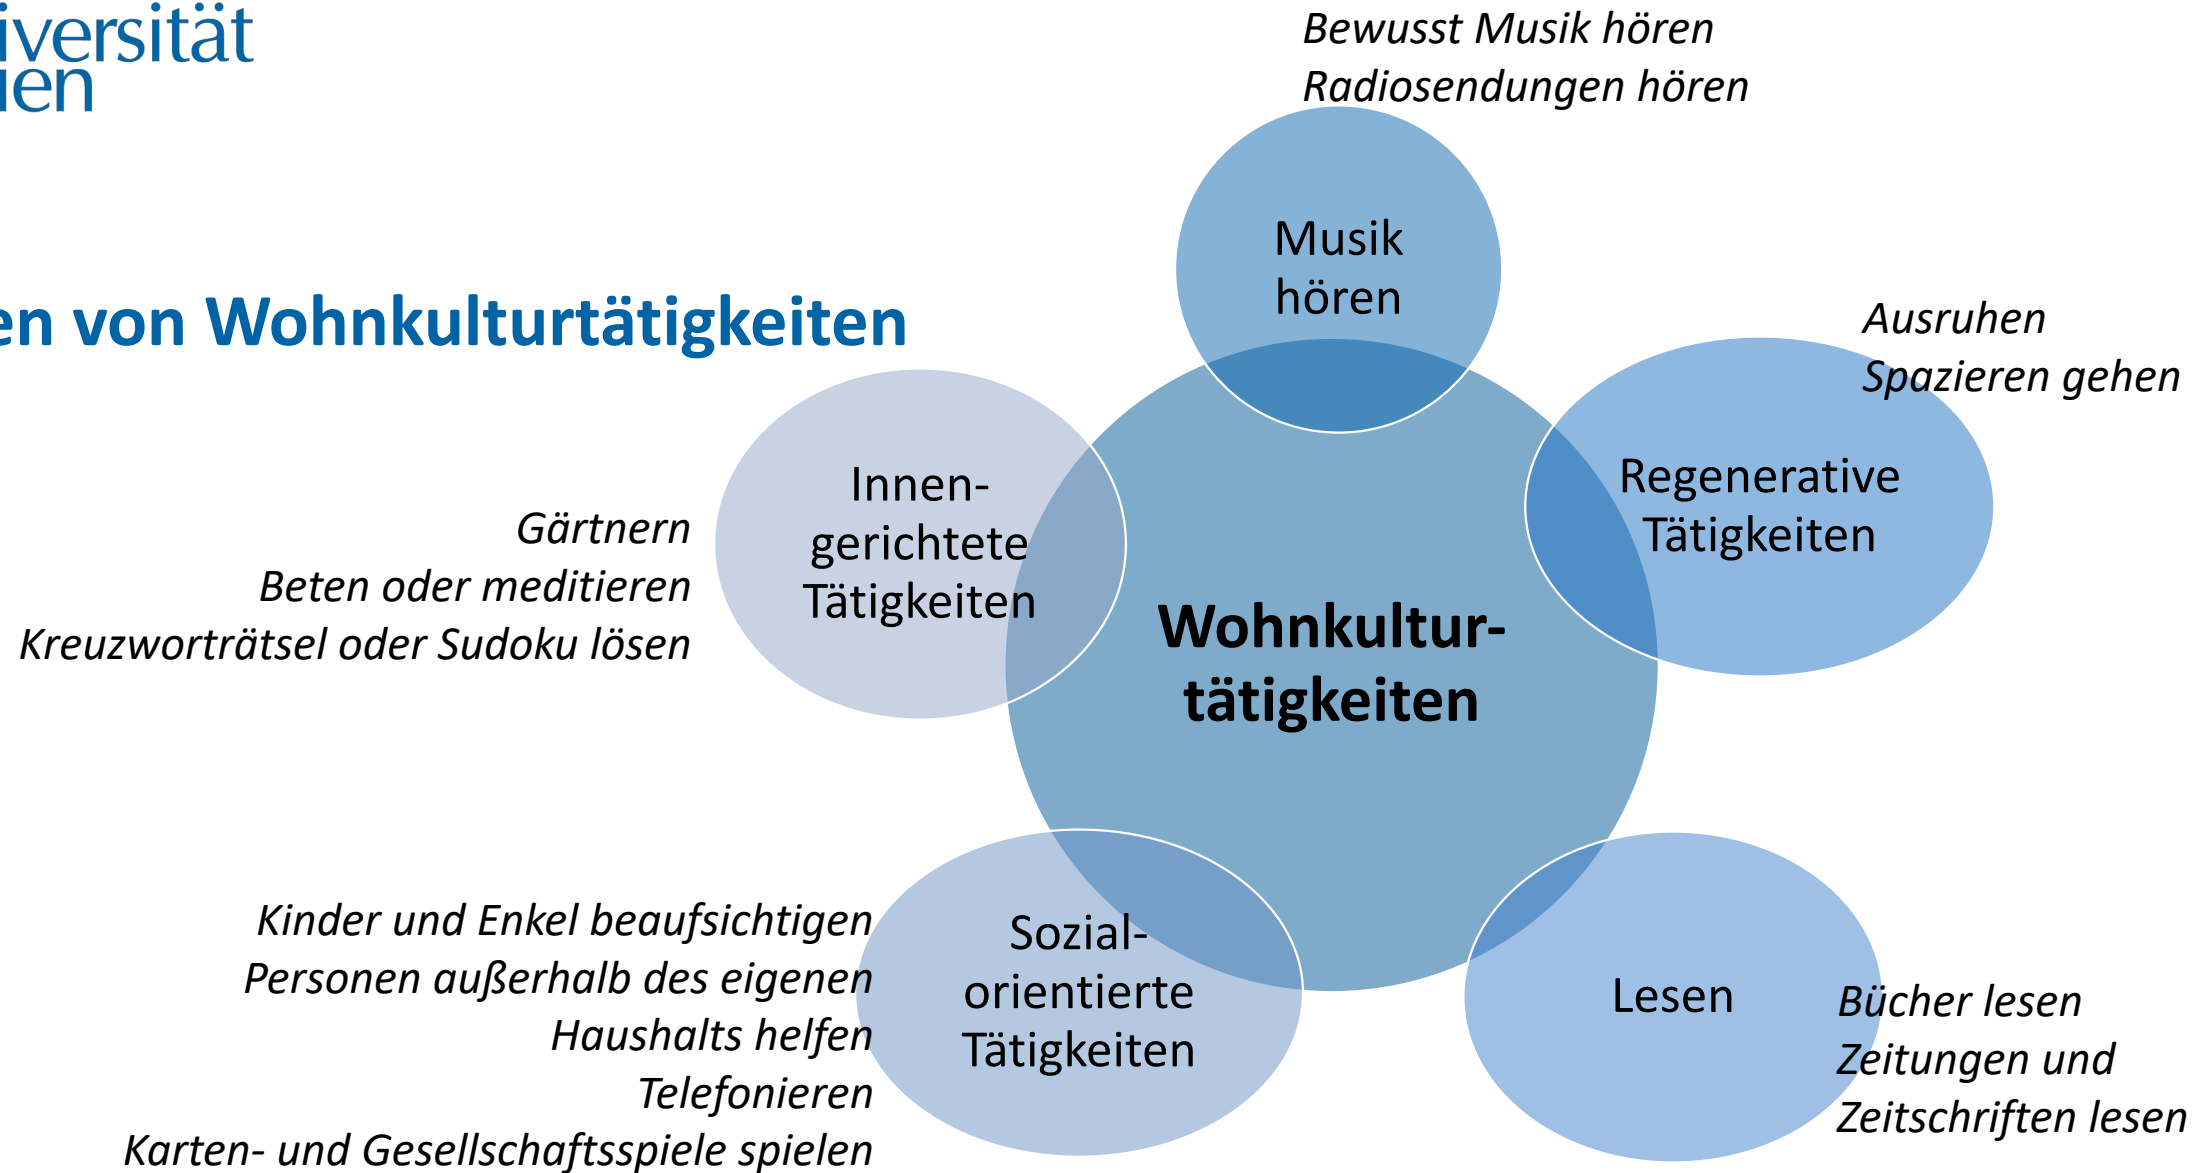 iversität
ien
en von Wohnkulturtätigkeiten
Bewusst Musik hören
Radiosendungen hören
Musik
hören
Ausruhen
Spazieren gehen
Regenerative
Tätigkeiten
Innen-
gerichtete
Tätigkeiten
Gärtnern
Beten oder meditieren
Kreuzworträtsel oder Sudoku lösen
Wohnkultur-
tätigkeiten
Kinder und Enkel beaufsichtigen
Personen außerhalb des eigenen
Haushalts helfen
Telefonieren
Karten- und Gesellschaftsspiele spielen
Sozial-
orientierte
Tätigkeiten
Lesen
Bücher lesen
Zeitungen und
Zeitschriften lesen